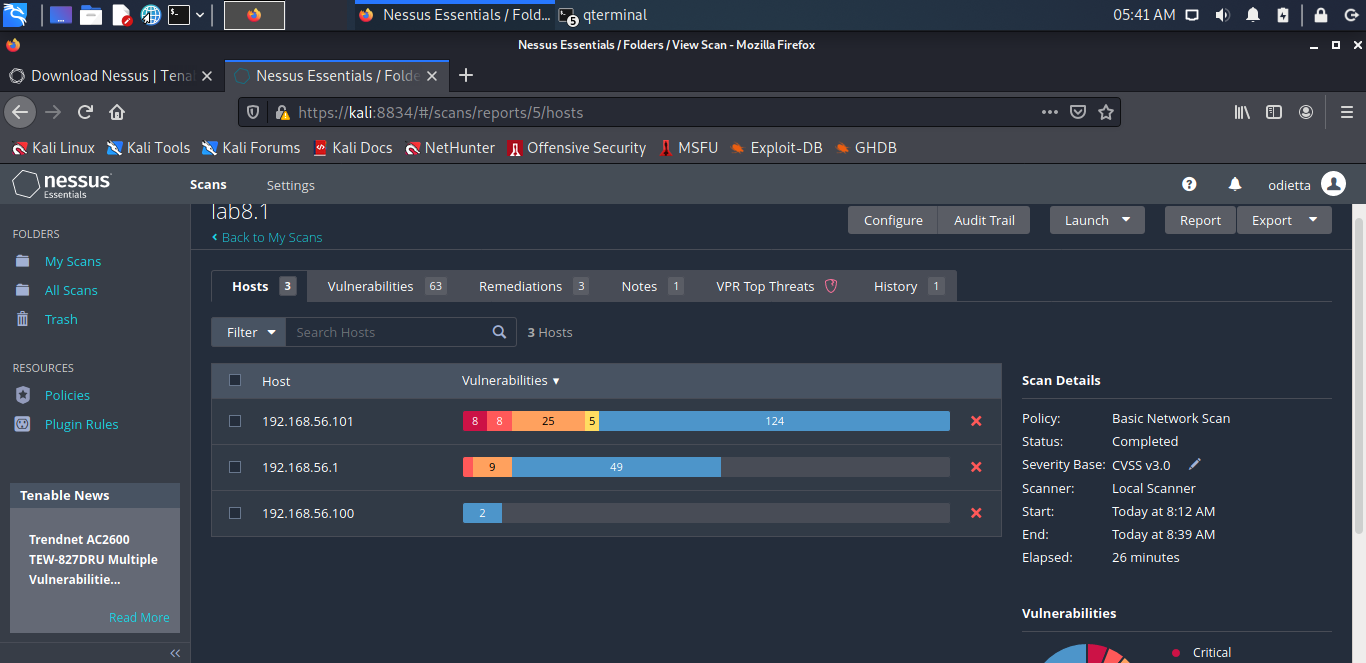 Nessus Essentials / Fold...
5
qterminal
05:41 AM
Nessus Essentials / Folders / View Scan - Mozilla Firefox
Download Nessus | Tena
Nessus Essentials / Folde
https://kali:8834/#/scans/reports/5/hosts
Kali Linux
Kali Tools
Kali Forums
Kali Docs
NetHunter
Offensive Security
MSFU
Exploit-DB
GHDB
nessus
Essentials
Scans
Settings
odietta
FOLDERS
My Scans
All Scans
Trash
RESOURCES
Policies
Plugin Rules
Tenable News
Trendnet AC2600
TEW-827DRU Multiple
Vulnerabilitie...
Read More
lab8.1
Back to My Scans
Configure
Audit Trail
Launch
Report
Export
Hosts 3
Vulnerabilities 63
Remediations 3
Notes 1
VPR Top Threats
History 1
Filter
Search Hosts
3 Hosts
Host
Vulnerabilities
192.168.56.101
8 8 25 5 124
192.168.56.1
9 49
192.168.56.100
2
Scan Details
Policy: Basic Network Scan
Status: Completed
Severity Base: CVSS v3.0
Scanner: Local Scanner
Start: Today at 8:12 AM
End: Today at 8:39 AM
Elapsed: 26 minutes
Vulnerabilities
Critical